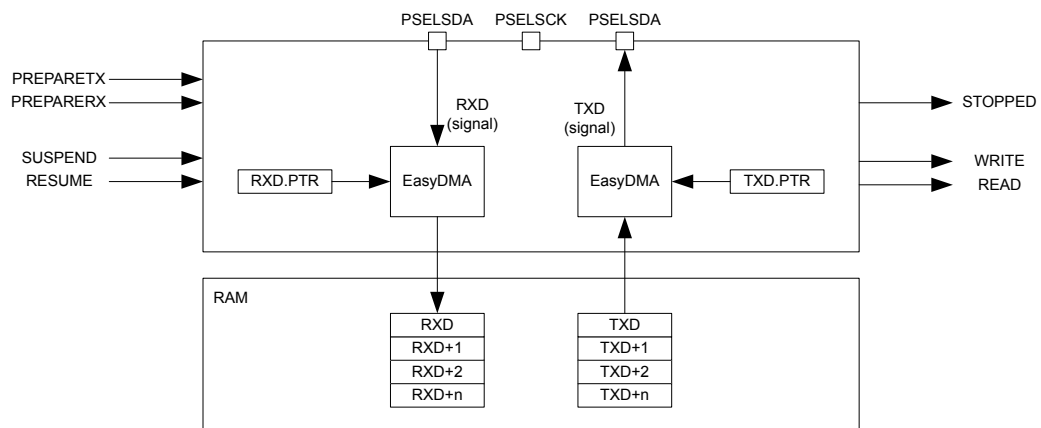 PSELSDA PSELSCK PSELSDA
PREPARETX
PREPARERX
SUSPEND
RESUME
RXD
(signal)
TXD
(signal)
STOPPED
WRITE
READ
RXD.PTR
EasyDMA
EasyDMA
TXD.PTR
RAM
RXD
RXD+1
RXD+2
RXD+n
TXD
TXD+1
TXD+2
TXD+n